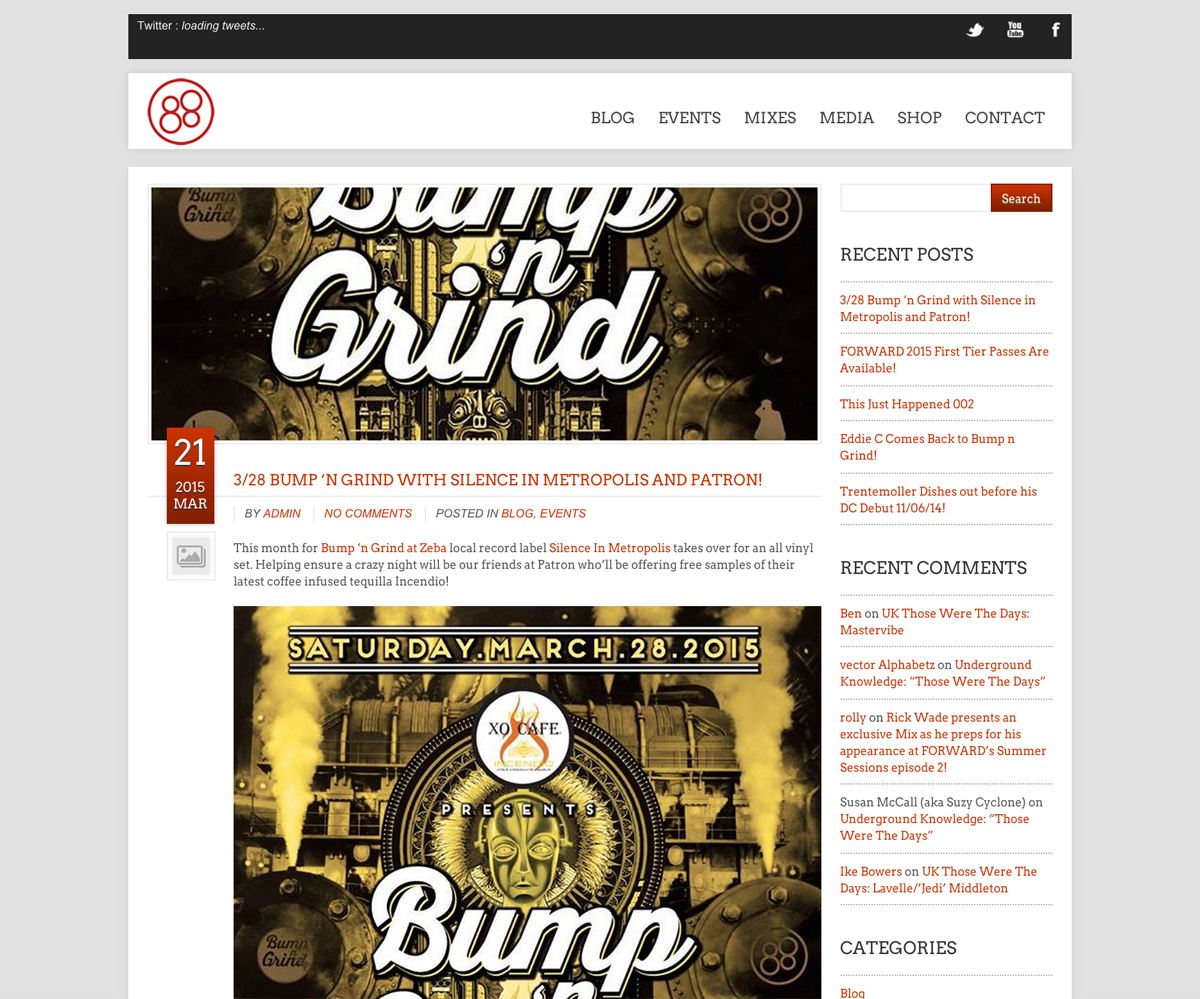 Twitter : loading tweets...
You
Tube
88
BLOG EVENTS MIXES MEDIA SHOP CONTACT
Bump
'n
Grind
Bump
n
Grind
88
Search
21
2015
MAR
3/28 BUMP ‘N GRIND WITH SILENCE IN METROPOLIS AND PATRON!
BY ADMIN NO COMMENTS POSTED IN BLOG, EVENTS
This month for Bump ‘n Grind at Zeba local record label Silence In Metropolis takes over for an all vinyl
set. Helping ensure a crazy night will be our friends at Patron who’ll be offering free samples of their
latest coffee infused tequilla Incendio!
SATURDAY.MARCH.28.2015
XO CAFE
INCENDIO
PRESENTS
Bump
'n
Bump
n
Grind
88
RECENT POSTS
3/28 Bump ‘n Grind with Silence in
Metropolis and Patron!
FORWARD 2015 First Tier Passes Are
Available!
This Just Happened 002
Eddie C Comes Back to Bump n
Grind!
Trentemoller Dishes out before his
DC Debut 11/06/14!
RECENT COMMENTS
Ben on UK Those Were The Days:
Mastervibe
vector Alphabetz on Underground
Knowledge: “Those Were The Days”
rolly on Rick Wade presents an
exclusive Mix as he preps for his
appearance at FORWARD’s Summer
Sessions episode 2!
Susan McCall (aka Suzy Cyclone) on
Underground Knowledge: “Those
Were The Days”
Ike Bowers on UK Those Were The
Days: Lavelle/’Jedi’ Middleton
CATEGORIES
Blog